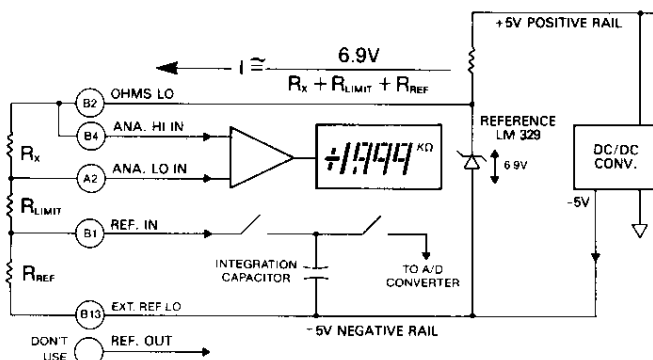 +5V POSITIVE RAIL
I ≅ 6.9V
RX + RLIMIT + RREF
B2 OHMS LO
REFERENCE
LM 329
B4 ANA. HI IN
+1.999 KΩ
RX
6.9V
DC/DC
CONV.
A2 ANA. LO IN
-5V
RLIMIT
B1 REF. IN
INTEGRATION
CAPACITOR
TO A/D
CONVERTER
RREF
B13 EXT. REF LO
-5V NEGATIVE RAIL
DON'T
USE
REF. OUT